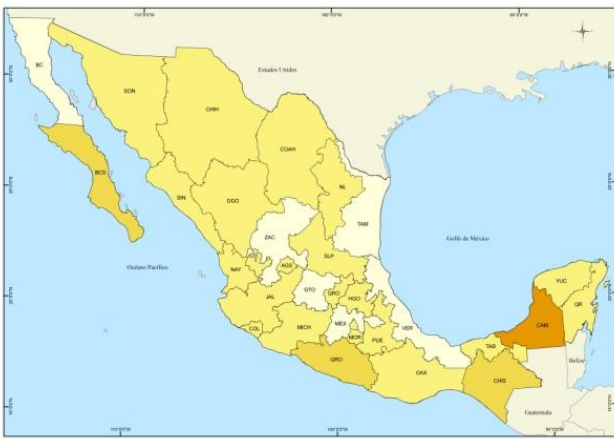 BC
SON
CHIH
Estados Unidos
COAH
BCS
SIN
DGO
NL
TAM
ZAC
Golfo de México
Océano Pacífico
SLP
NAY
AGS
GTO
QRO
HGO
JAL
YUC
QR
COL
MICH
MEX
MOR
PUE
VER
CAM
TAB
GRO
OAX
CHIS
Belize
Guatemala